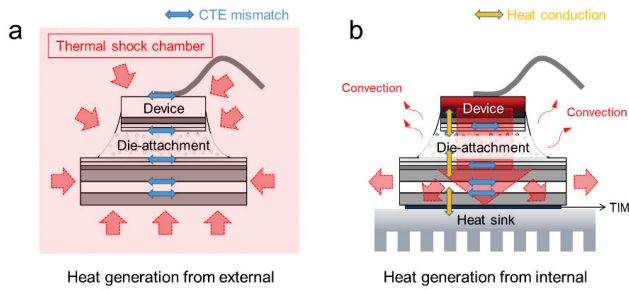 CTE mismatch
Heat conduction
a
Thermal shock chamber
Device
Die-attachment
Heat generation from external
b
Convection
Convection
Device
Die-attachment
TIM
Heat sink
Heat generation from internal